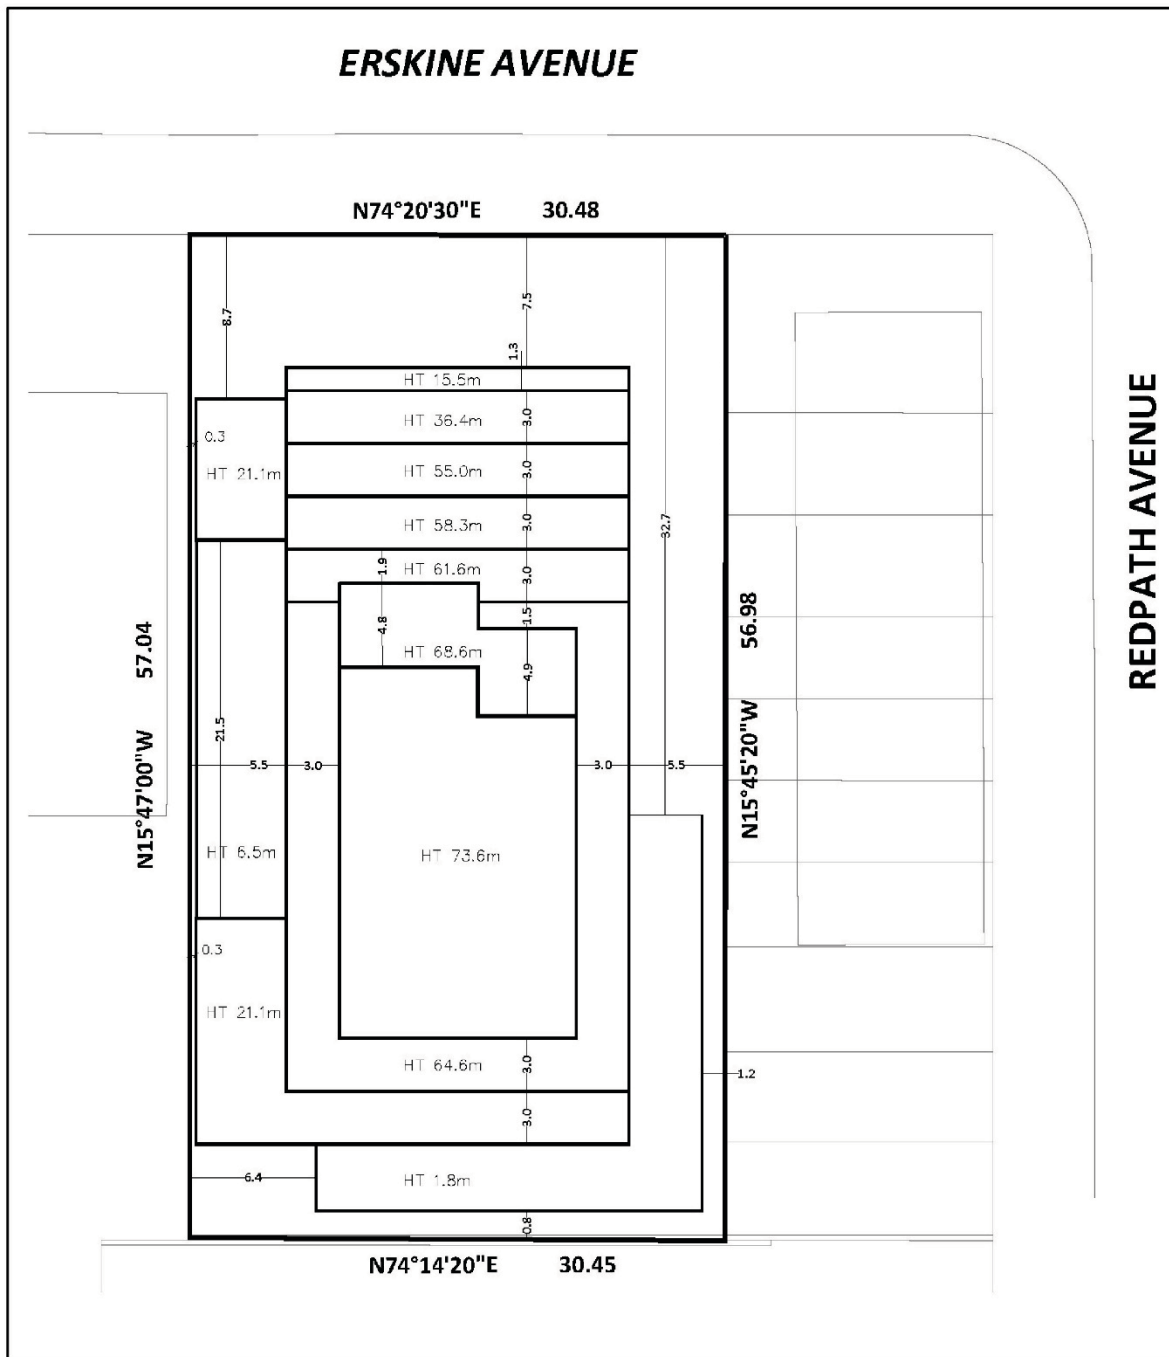 ERSKINE AVENUE
N74°20'30"E 30.48
8.7
7.5
1.3
HT 15.5m
0.3
HT 36.4m
3.0
HT 21.1m
HT 55.0m
3.0
HT 58.3m
3.0
32.7
HT 61.6m
1.9
3.0
REDPATH AVENUE
1.5
4.8
HT 68.6m
4.9
N15°47'00"W 57.04
N15°45'20"W 56.98
21.5
5.5
3.0
3.0
5.5
HT 6.5m
HT 73.6m
0.3
HT 21.1m
HT 64.6m
3.0
1.2
3.0
6.4
HT 1.8m
0.8
N74°14'20"E 30.45